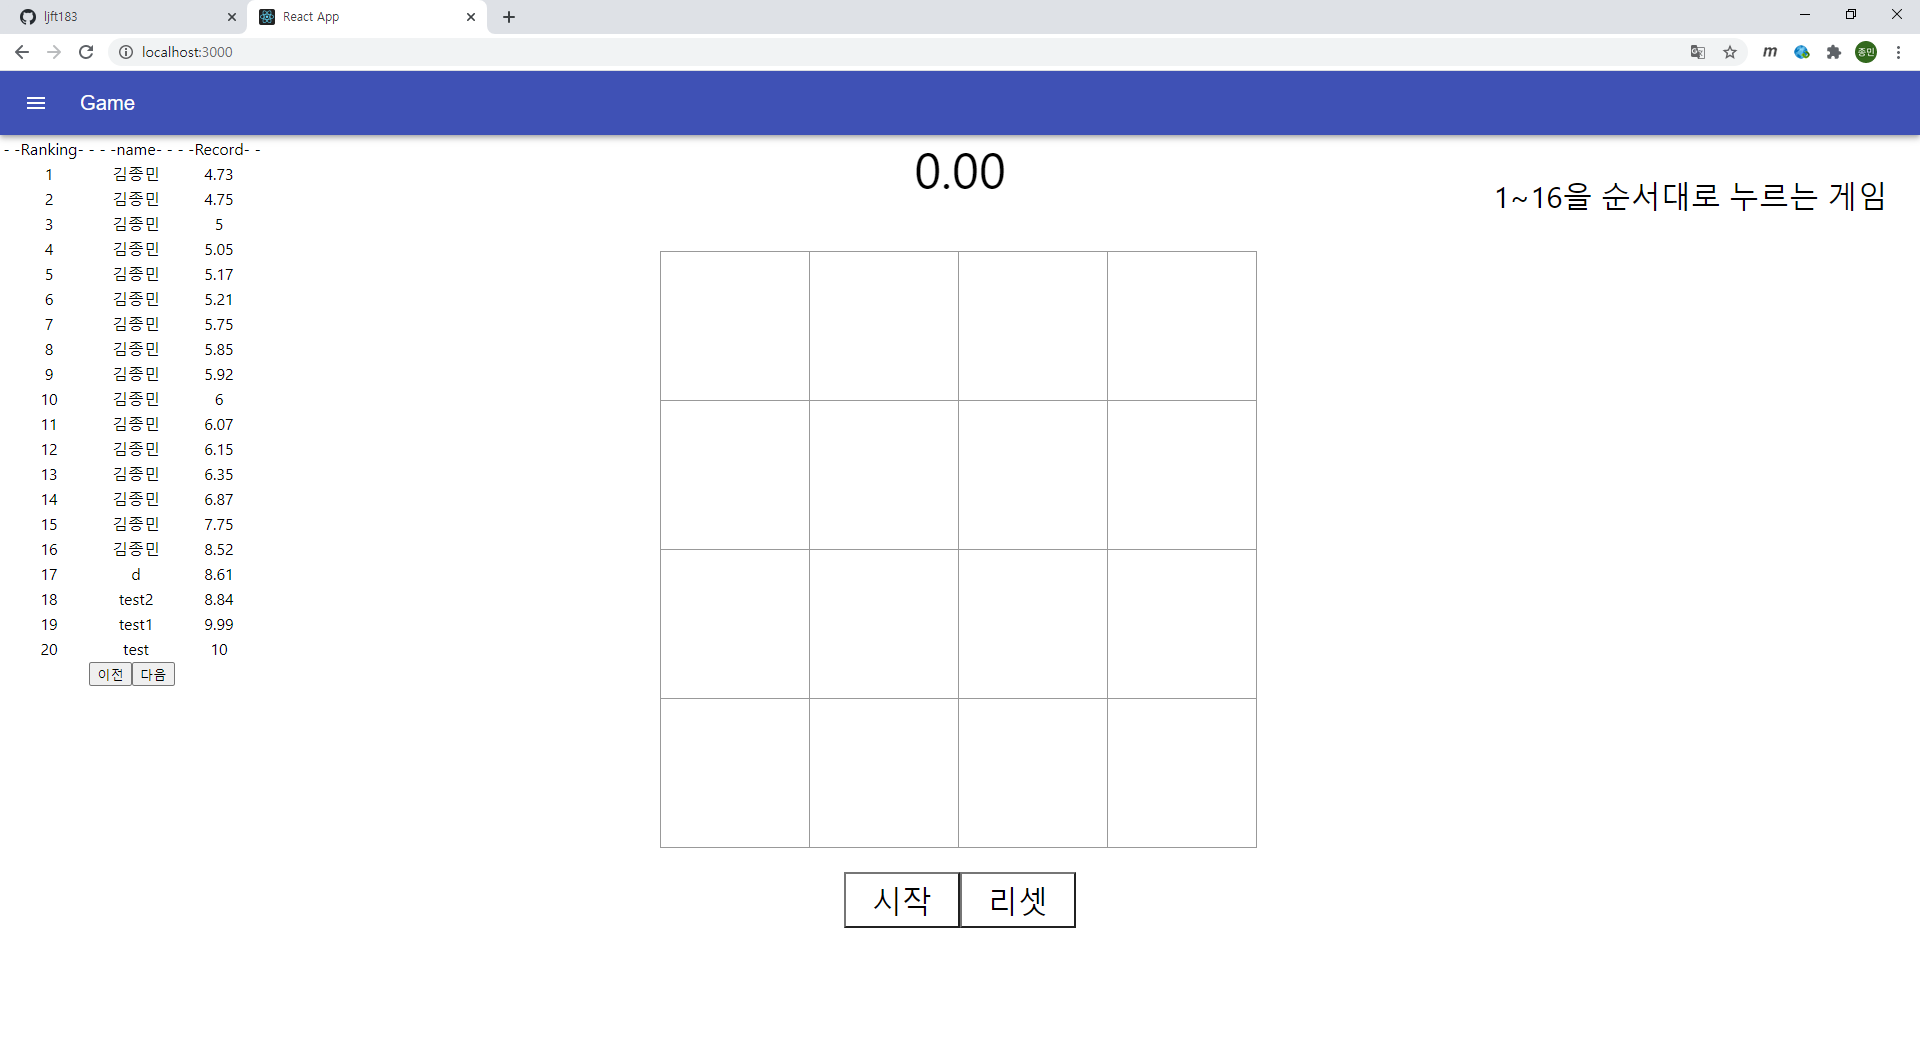 ljft183
React App
localhost:3000
m
종민
Game
- -Ranking- - - -name- - - -Record- -
1 김종민 4.73
2 김종민 4.75
3 김종민 5
4 김종민 5.05
5 김종민 5.17
6 김종민 5.21
7 김종민 5.75
8 김종민 5.85
9 김종민 5.92
10 김종민 6
11 김종민 6.07
12 김종민 6.15
13 김종민 6.35
14 김종민 6.87
15 김종민 7.75
16 김종민 8.52
17 d 8.61
18 test2 8.84
19 test1 9.99
20 test 10
이전 다음
0.00
1~16을 순서대로 누르는 게임
시작 리셋